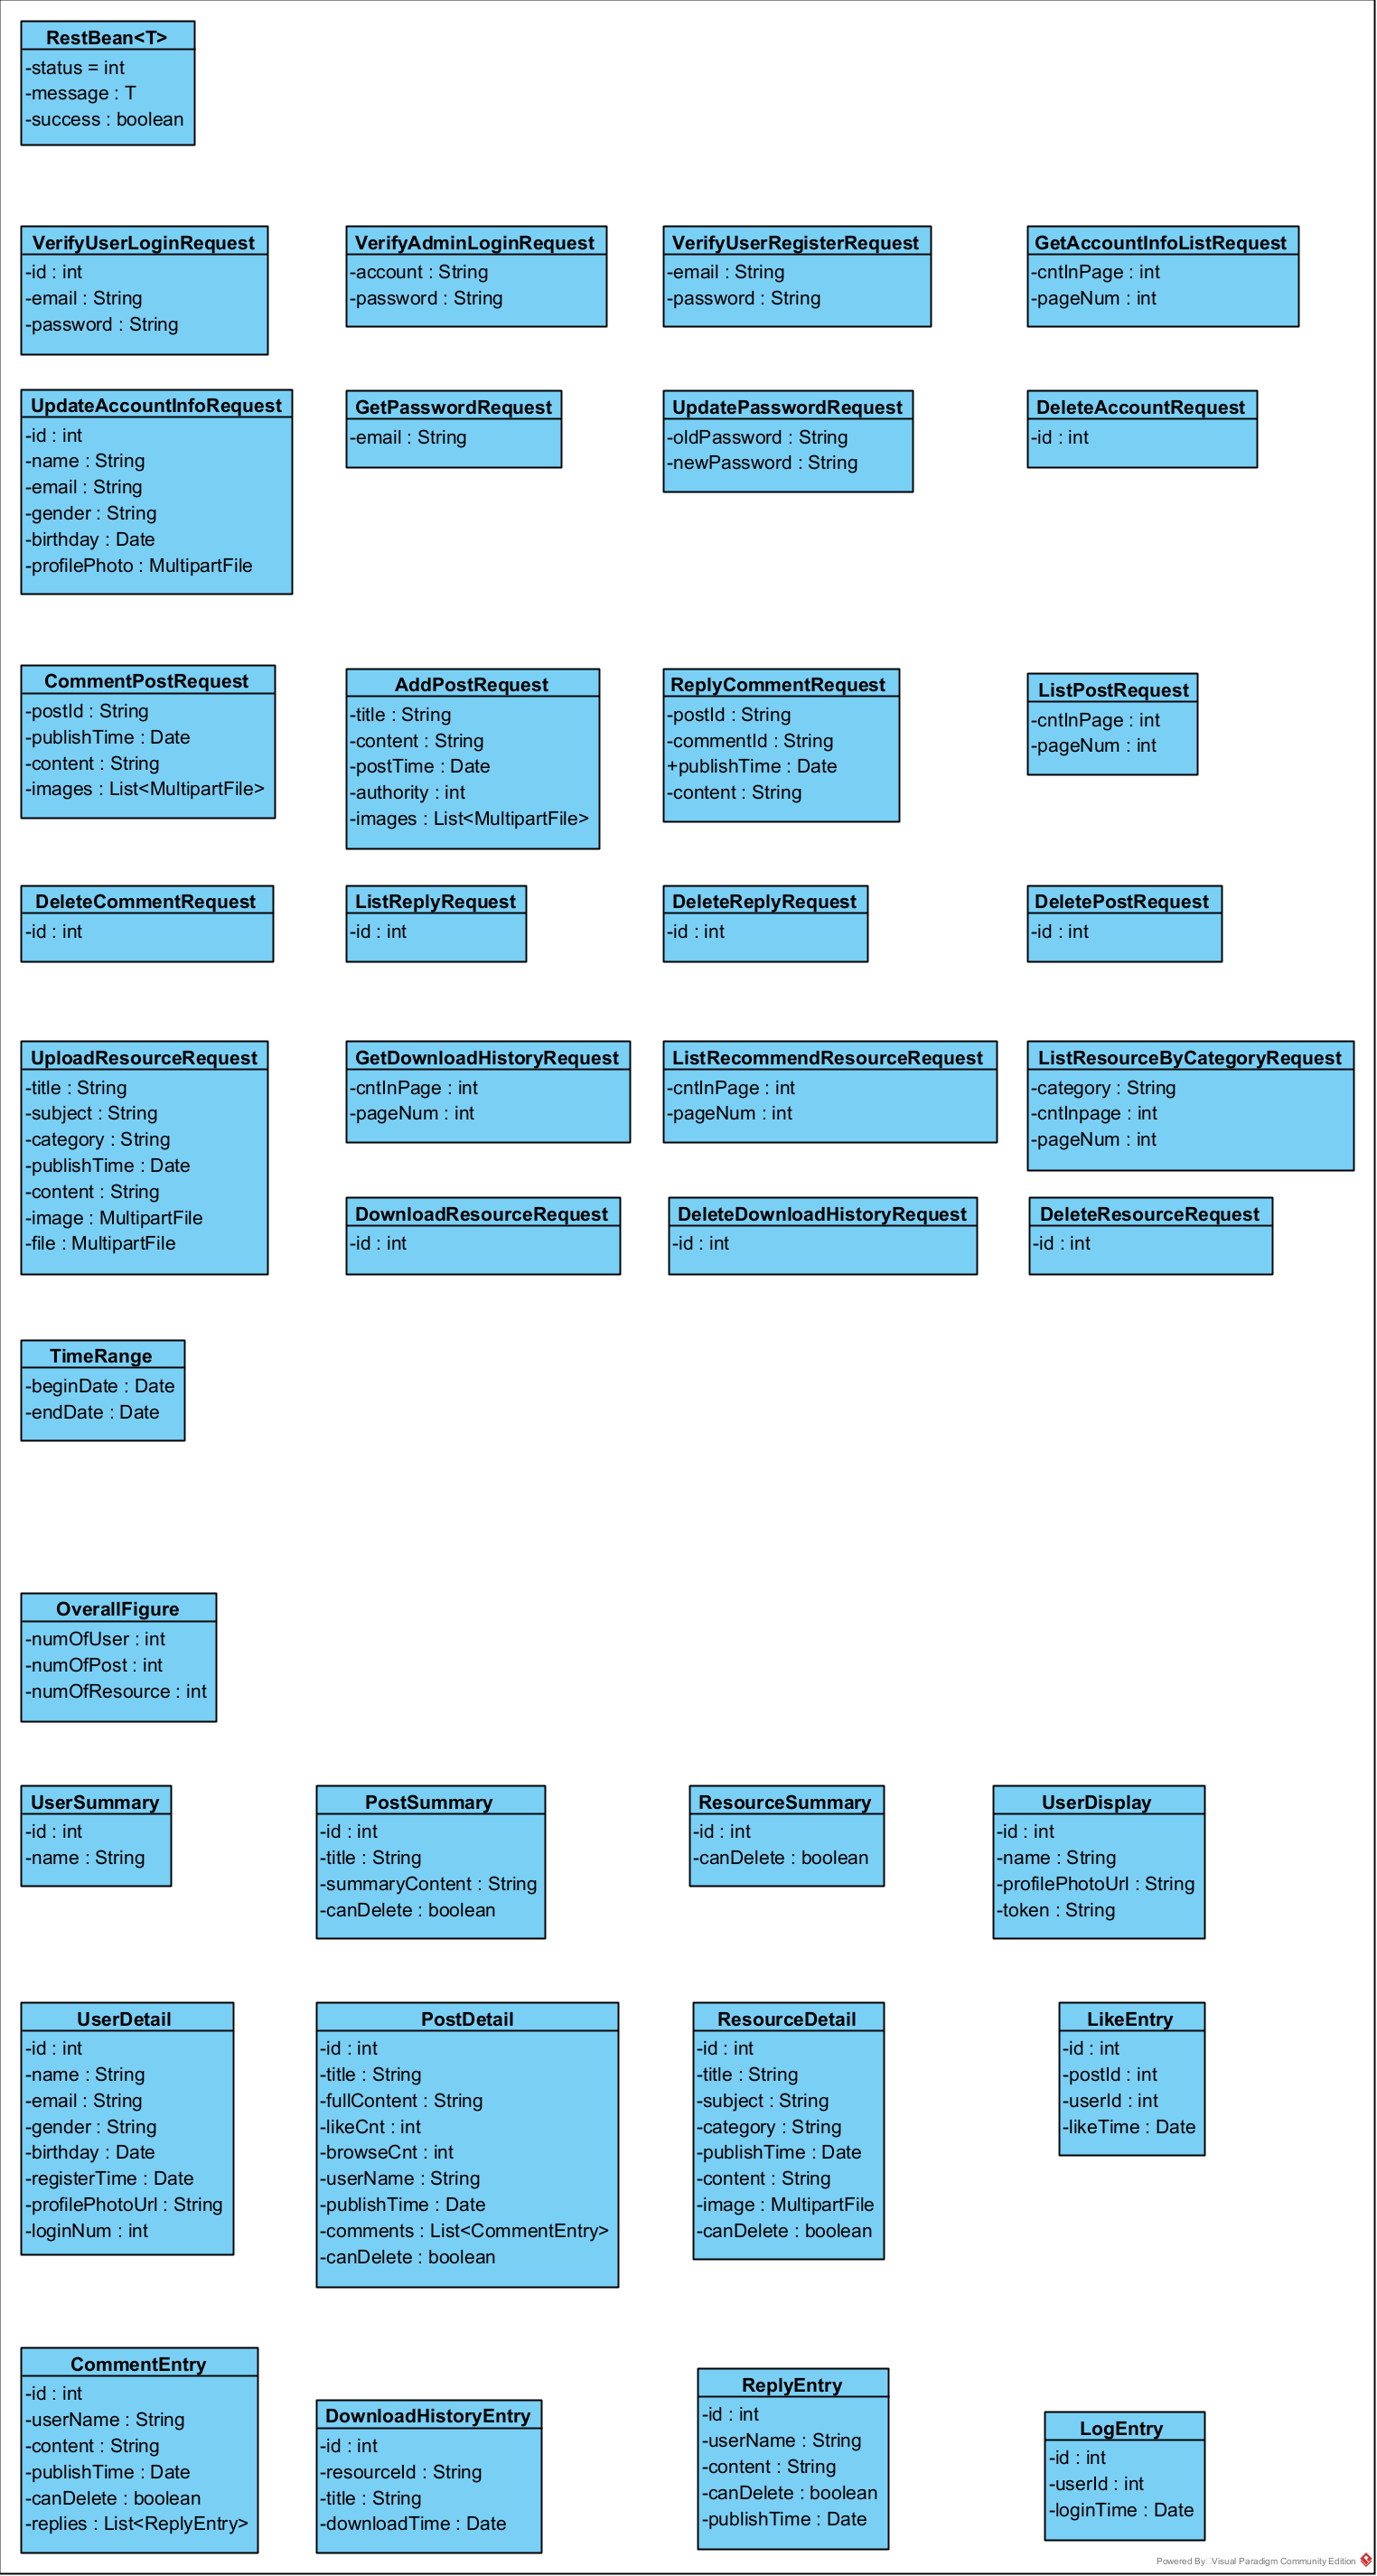 RestBean<T>
-status = int
-message : T
-success : boolean
VerifyUserLoginRequest
-id : int
-email : String
-password : String
VerifyAdminLoginRequest
-account : String
-password : String
VerifyUserRegisterRequest
-email : String
-password : String
GetAccountInfoListRequest
-cntInPage : int
-pageNum : int
UpdateAccountInfoRequest
-id : int
-name : String
-email : String
-gender : String
-birthday : Date
-profilePhoto : MultipartFile
GetPasswordRequest
-email : String
UpdatePasswordRequest
-oldPassword : String
-newPassword : String
DeleteAccountRequest
-id : int
CommentPostRequest
-postId : String
-publishTime : Date
-content : String
-images : List<MultipartFile>
AddPostRequest
-title : String
-content : String
-postTime : Date
-authority : int
-images : List<MultipartFile>
ReplyCommentRequest
-postId : String
-commentId : String
+publishTime : Date
-content : String
ListPostRequest
-cntInPage : int
-pageNum : int
DeleteCommentRequest
-id : int
ListReplyRequest
-id : int
DeleteReplyRequest
-id : int
DeletePostRequest
-id : int
UploadResourceRequest
-title : String
-subject : String
-category : String
-publishTime : Date
-content : String
-image : MultipartFile
-file : MultipartFile
GetDownloadHistoryRequest
-cntInPage : int
-pageNum : int
ListRecommendResourceRequest
-cntInPage : int
-pageNum : int
ListResourceByCategoryRequest
-category : String
-cntInpage : int
-pageNum : int
DownloadResourceRequest
-id : int
DeleteDownloadHistoryRequest
-id : int
DeleteResourceRequest
-id : int
TimeRange
-beginDate : Date
-endDate : Date
OverallFigure
-numOfUser : int
-numOfPost : int
-numOfResource : int
UserSummary
-id : int
-name : String
PostSummary
-id : int
-title : String
-summaryContent : String
-canDelete : boolean
ResourceSummary
-id : int
-canDelete : boolean
UserDisplay
-id : int
-name : String
-profilePhotoUrl : String
-token : String
UserDetail
-id : int
-name : String
-email : String
-gender : String
-birthday : Date
-registerTime : Date
-profilePhotoUrl : String
-loginNum : int
PostDetail
-id : int
-title : String
-fullContent : String
-likeCnt : int
-browseCnt : int
-userName : String
-publishTime : Date
-comments : List<CommentEntry>
-canDelete : boolean
ResourceDetail
-id : int
-title : String
-subject : String
-category : String
-publishTime : Date
-content : String
-image : MultipartFile
-canDelete : boolean
LikeEntry
-id : int
-postId : int
-userId : int
-likeTime : Date
CommentEntry
-id : int
-userName : String
-content : String
-publishTime : Date
-canDelete : boolean
-replies : List<ReplyEntry>
DownloadHistoryEntry
-id : int
-resourceId : String
-title : String
-downloadTime : Date
ReplyEntry
-id : int
-userName : String
-content : String
-canDelete : boolean
-publishTime : Date
LogEntry
-id : int
-userId : int
-loginTime : Date
Powered By Visual Paradigm Community Edition